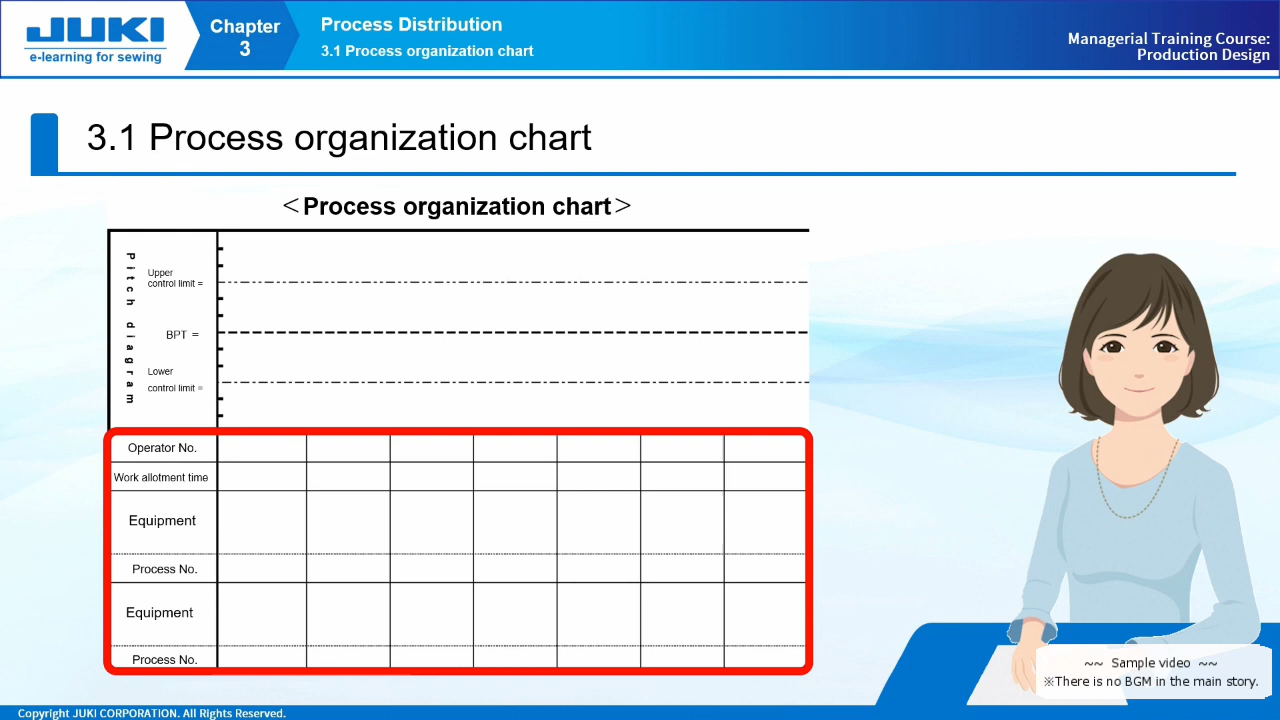 JUKI
e-learning for sewing
Chapter
3
Process Distribution
3.1 Process organization chart
Managerial Training Course:
Production Design
3.1 Process organization chart
<Process organization chart>
Pitch diagram
Upper
control limit =
BPT =
Lower
control limit =
Operator No.
Work allotment time
Equipment
Process No.
Equipment
Process No.
~~ Sample video ~~
※There is no BGM in the main story.
Copyright JUKI CORPORATION. All Rights Reserved.